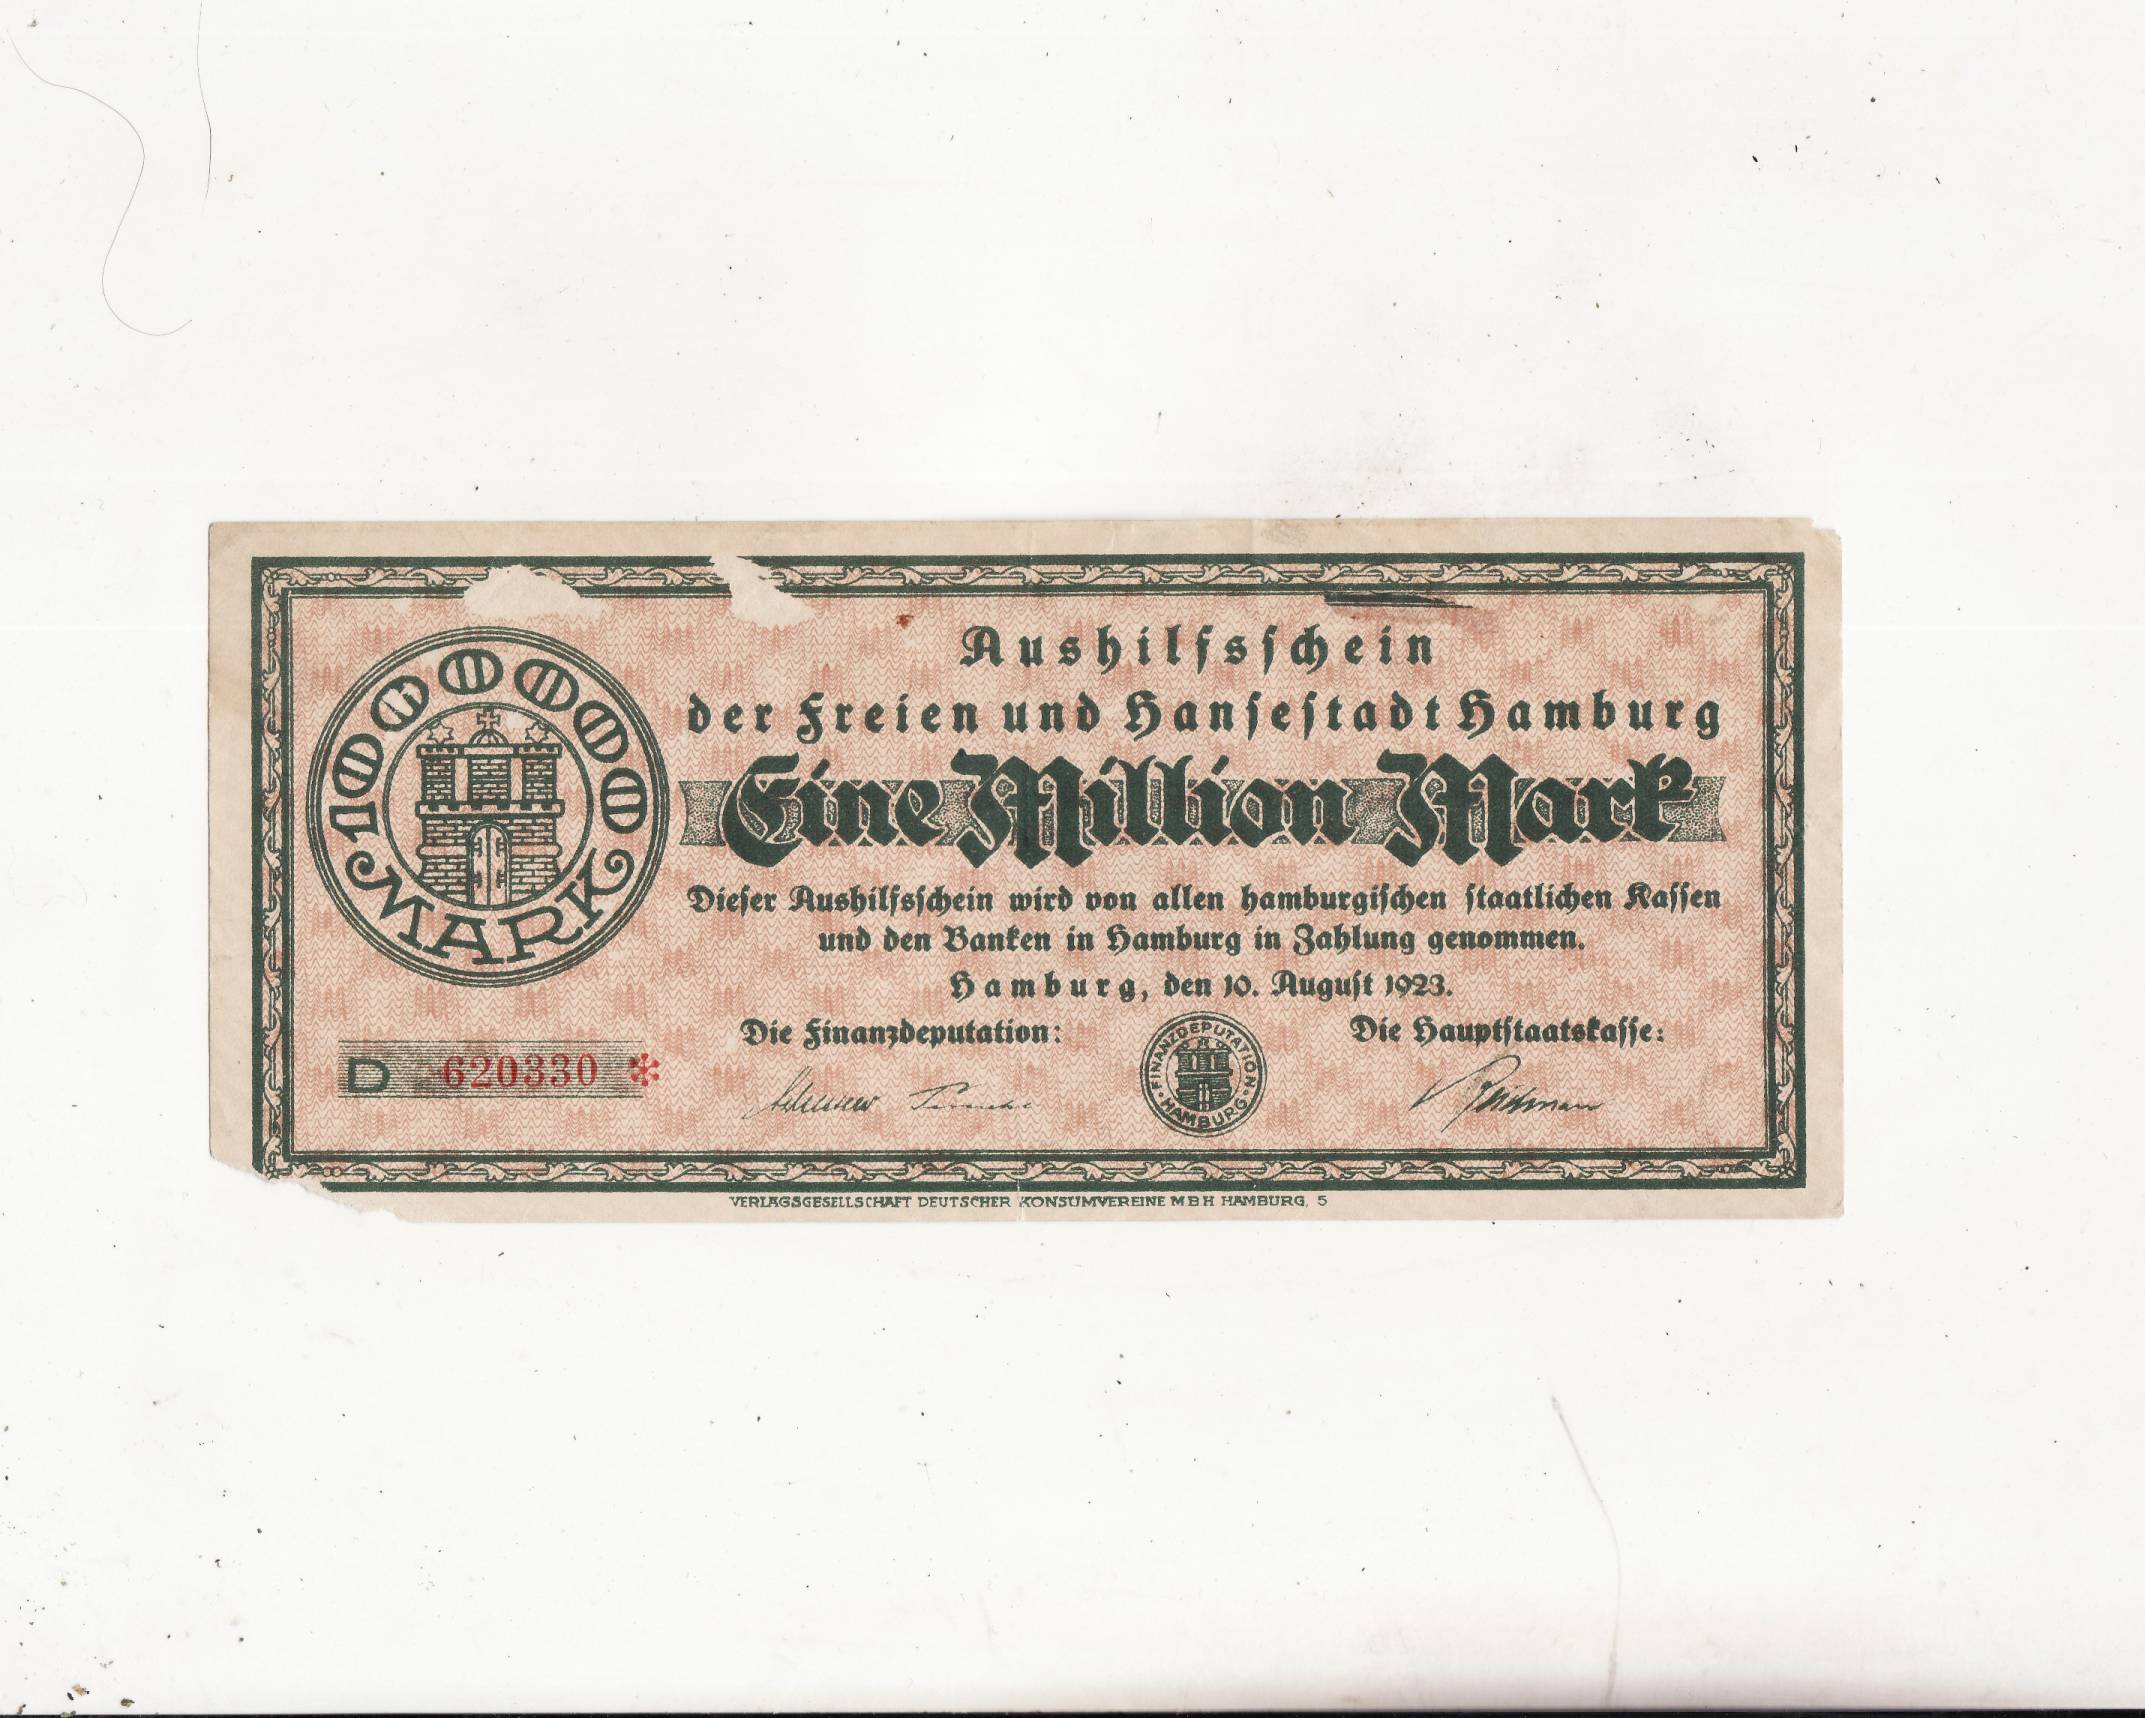 1000000
MARK
Aushilfsschein
der Freien und Hansestadt Hamburg
Eine Million Mark
Dieser Aushilfsschein wird von allen hamburgischen staatlichen Kassen
und den Banken in Hamburg in Zahlung genommen.
Hamburg, den 10. August 1923.
Die Finanzdeputation:
Die Hauptstaatskasse:
D 620330 *
FINANZDEPUTATION
HAMBURG
VERLAGSGESELLSCHAFT DEUTSCHER KONSUMVEREINE M B H HAMBURG, 5